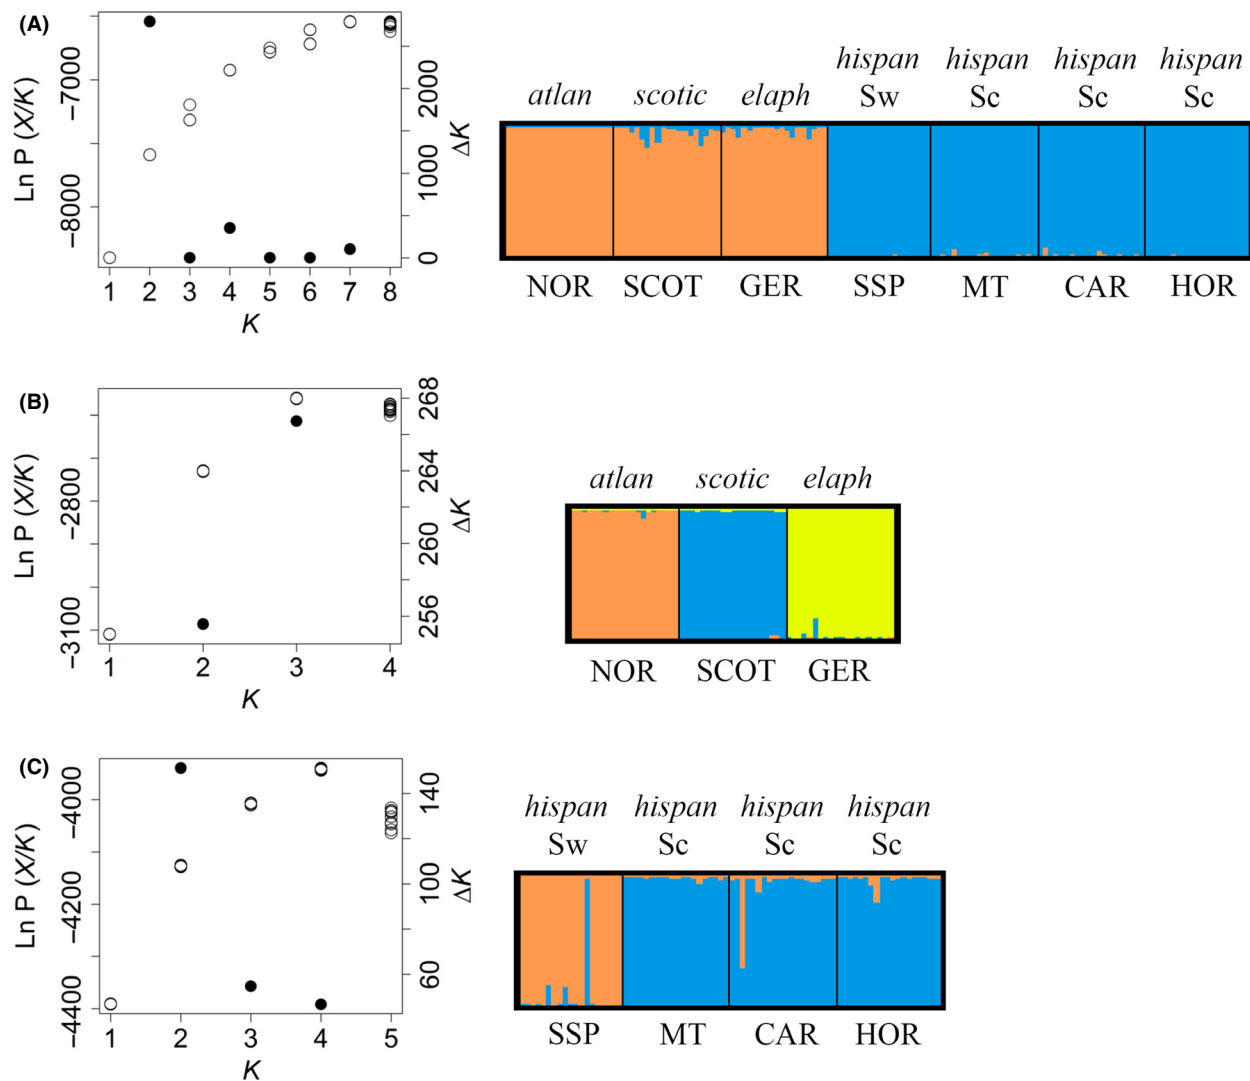 (A)
Ln P (X/K)
−7000
−8000
2000
1000
0
ΔK
1 2 3 4 5 6 7 8
K
hispan hispan hispan hispan
atlan scotic elaph Sw Sc Sc Sc
NOR SCOT GER SSP MT CAR HOR
(B)
Ln P (X/K)
−2800
−3100
268
264
260
256
ΔK
1 2 3 4
K
atlan scotic elaph
NOR SCOT GER
(C)
Ln P (X/K)
−4000
−4200
−4400
140
100
60
ΔK
1 2 3 4 5
K
hispan hispan hispan hispan
Sw Sc Sc Sc
SSP MT CAR HOR